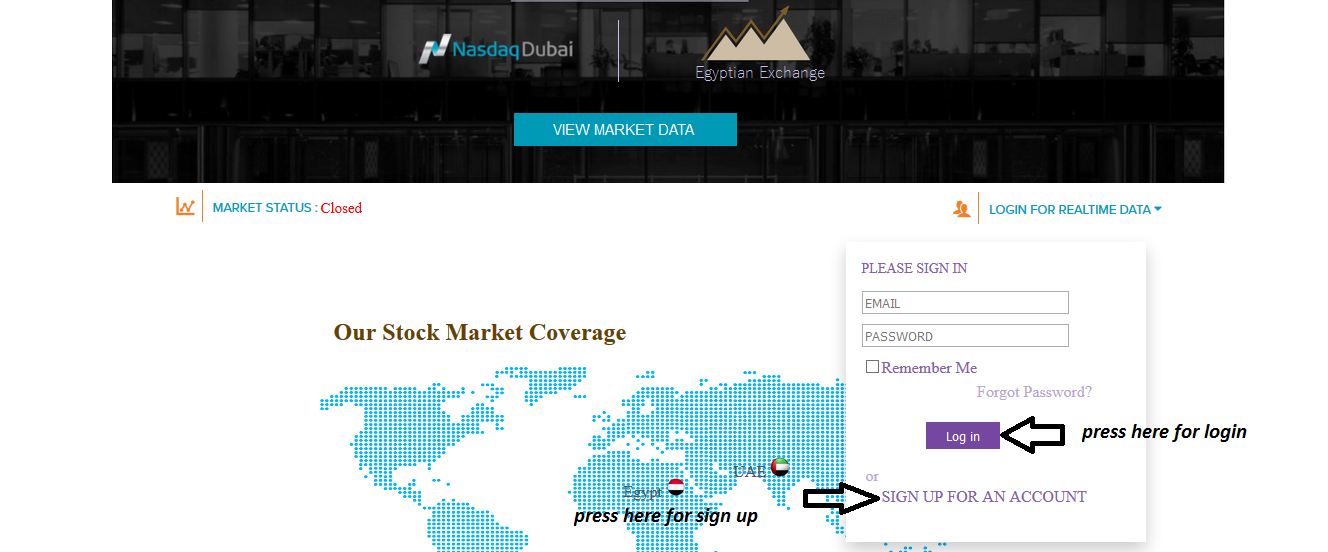 Nasdaq Dubai
Egyptian Exchange
VIEW MARKET DATA
MARKET STATUS : Closed
LOGIN FOR REALTIME DATA
PLEASE SIGN IN
EMAIL
Our Stock Market Coverage
PASSWORD
Remember Me
Forgot Password?
Log in
press here for login
UAE
or
Egypt
SIGN UP FOR AN ACCOUNT
press here for sign up